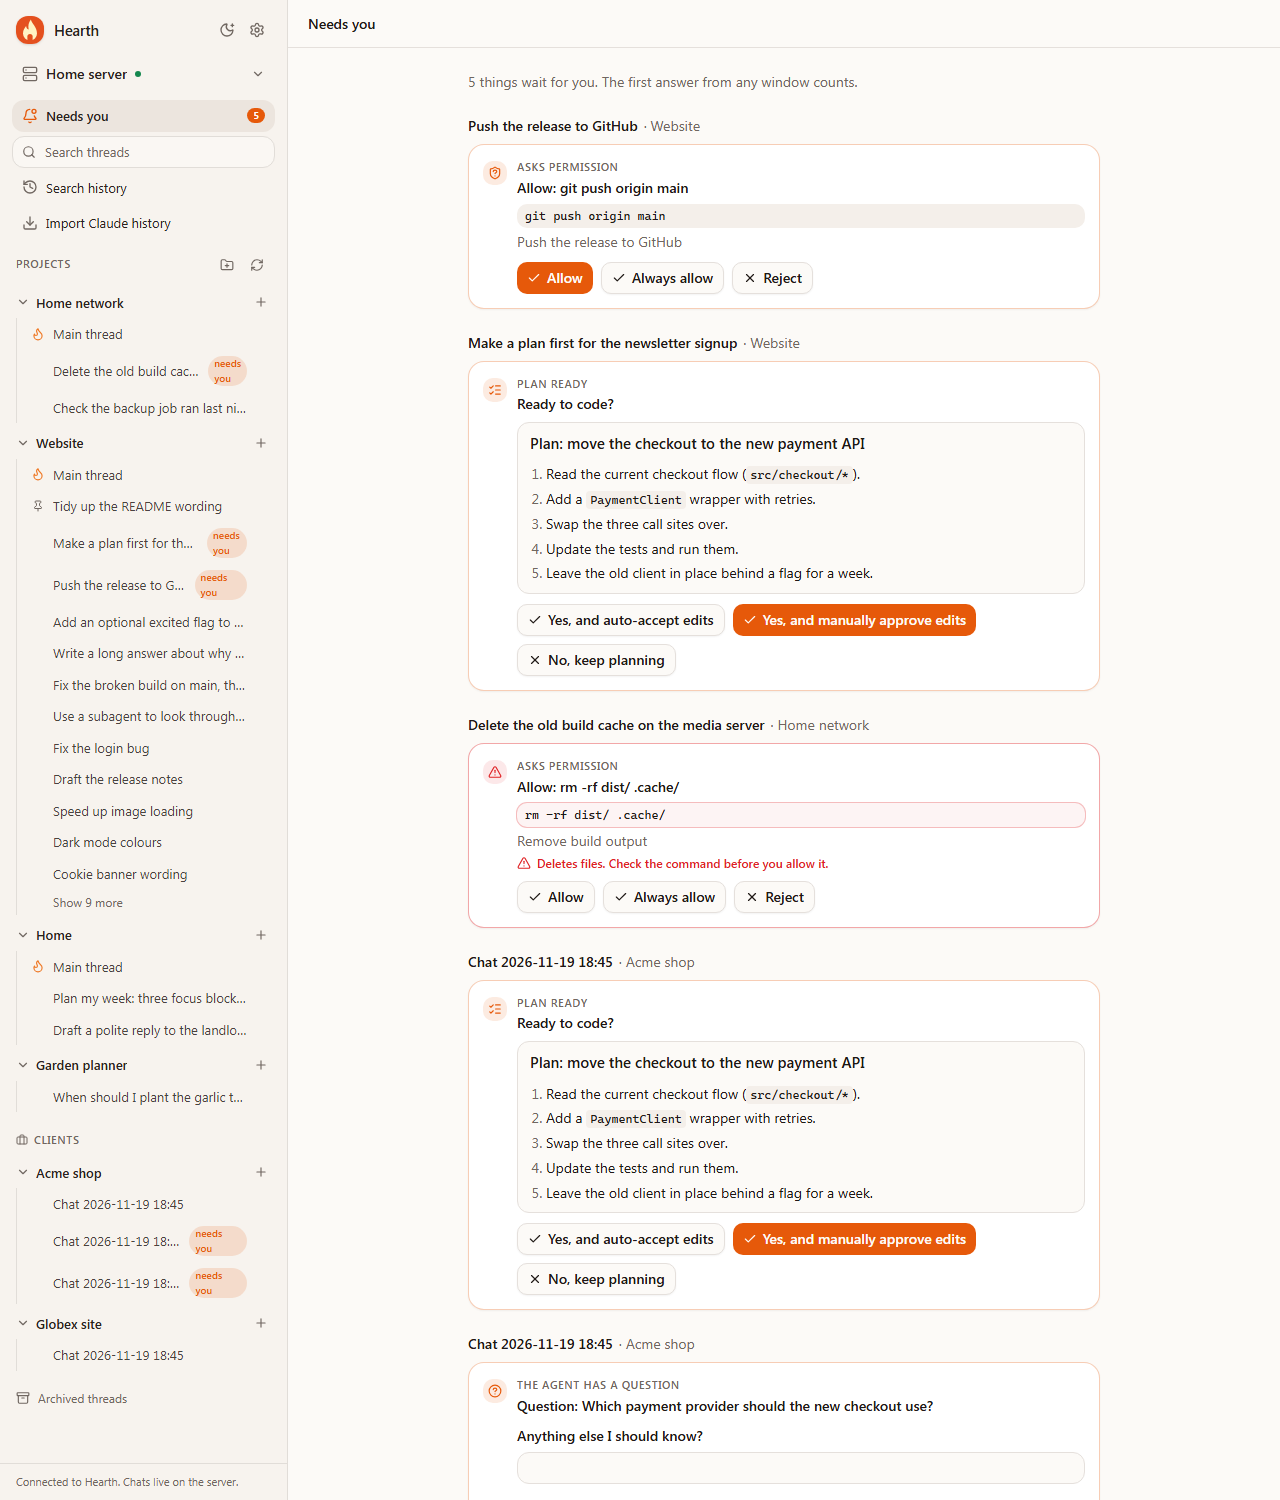 Hearth
Home server
Needs you
5
Search threads
Search history
Import Claude history
PROJECTS
Home network
Main thread
Delete the old build cac...
needs
you
Check the backup job ran last ni...
Website
Main thread
Tidy up the README wording
Make a plan first for th...
needs
you
Push the release to G...
needs
you
Add an optional excited flag to ...
Write a long answer about why ...
Fix the broken build on main, th...
Use a subagent to look through...
Fix the login bug
Draft the release notes
Speed up image loading
Dark mode colours
Cookie banner wording
Show 9 more
Home
Main thread
Plan my week: three focus block...
Draft a polite reply to the landlo...
Garden planner
When should I plant the garlic t...
CLIENTS
Acme shop
Chat 2026-11-19 18:45
Chat 2026-11-19 18:...
needs
you
Chat 2026-11-19 18:...
needs
you
Globex site
Chat 2026-11-19 18:45
Archived threads
Connected to Hearth. Chats live on the server.
Needs you
5 things wait for you. The first answer from any window counts.
Push the release to GitHub · Website
ASKS PERMISSION
Allow: git push origin main
git push origin main
Push the release to GitHub
Allow
Always allow
Reject
Make a plan first for the newsletter signup · Website
PLAN READY
Ready to code?
Plan: move the checkout to the new payment API
1. Read the current checkout flow (src/checkout/*).
2. Add a PaymentClient wrapper with retries.
3. Swap the three call sites over.
4. Update the tests and run them.
5. Leave the old client in place behind a flag for a week.
Yes, and auto-accept edits
Yes, and manually approve edits
No, keep planning
Delete the old build cache on the media server · Home network
ASKS PERMISSION
Allow: rm -rf dist/ .cache/
rm -rf dist/ .cache/
Remove build output
Deletes files. Check the command before you allow it.
Allow
Always allow
Reject
Chat 2026-11-19 18:45 · Acme shop
PLAN READY
Ready to code?
Plan: move the checkout to the new payment API
1. Read the current checkout flow (src/checkout/*).
2. Add a PaymentClient wrapper with retries.
3. Swap the three call sites over.
4. Update the tests and run them.
5. Leave the old client in place behind a flag for a week.
Yes, and auto-accept edits
Yes, and manually approve edits
No, keep planning
Chat 2026-11-19 18:45 · Acme shop
THE AGENT HAS A QUESTION
Question: Which payment provider should the new checkout use?
Anything else I should know?